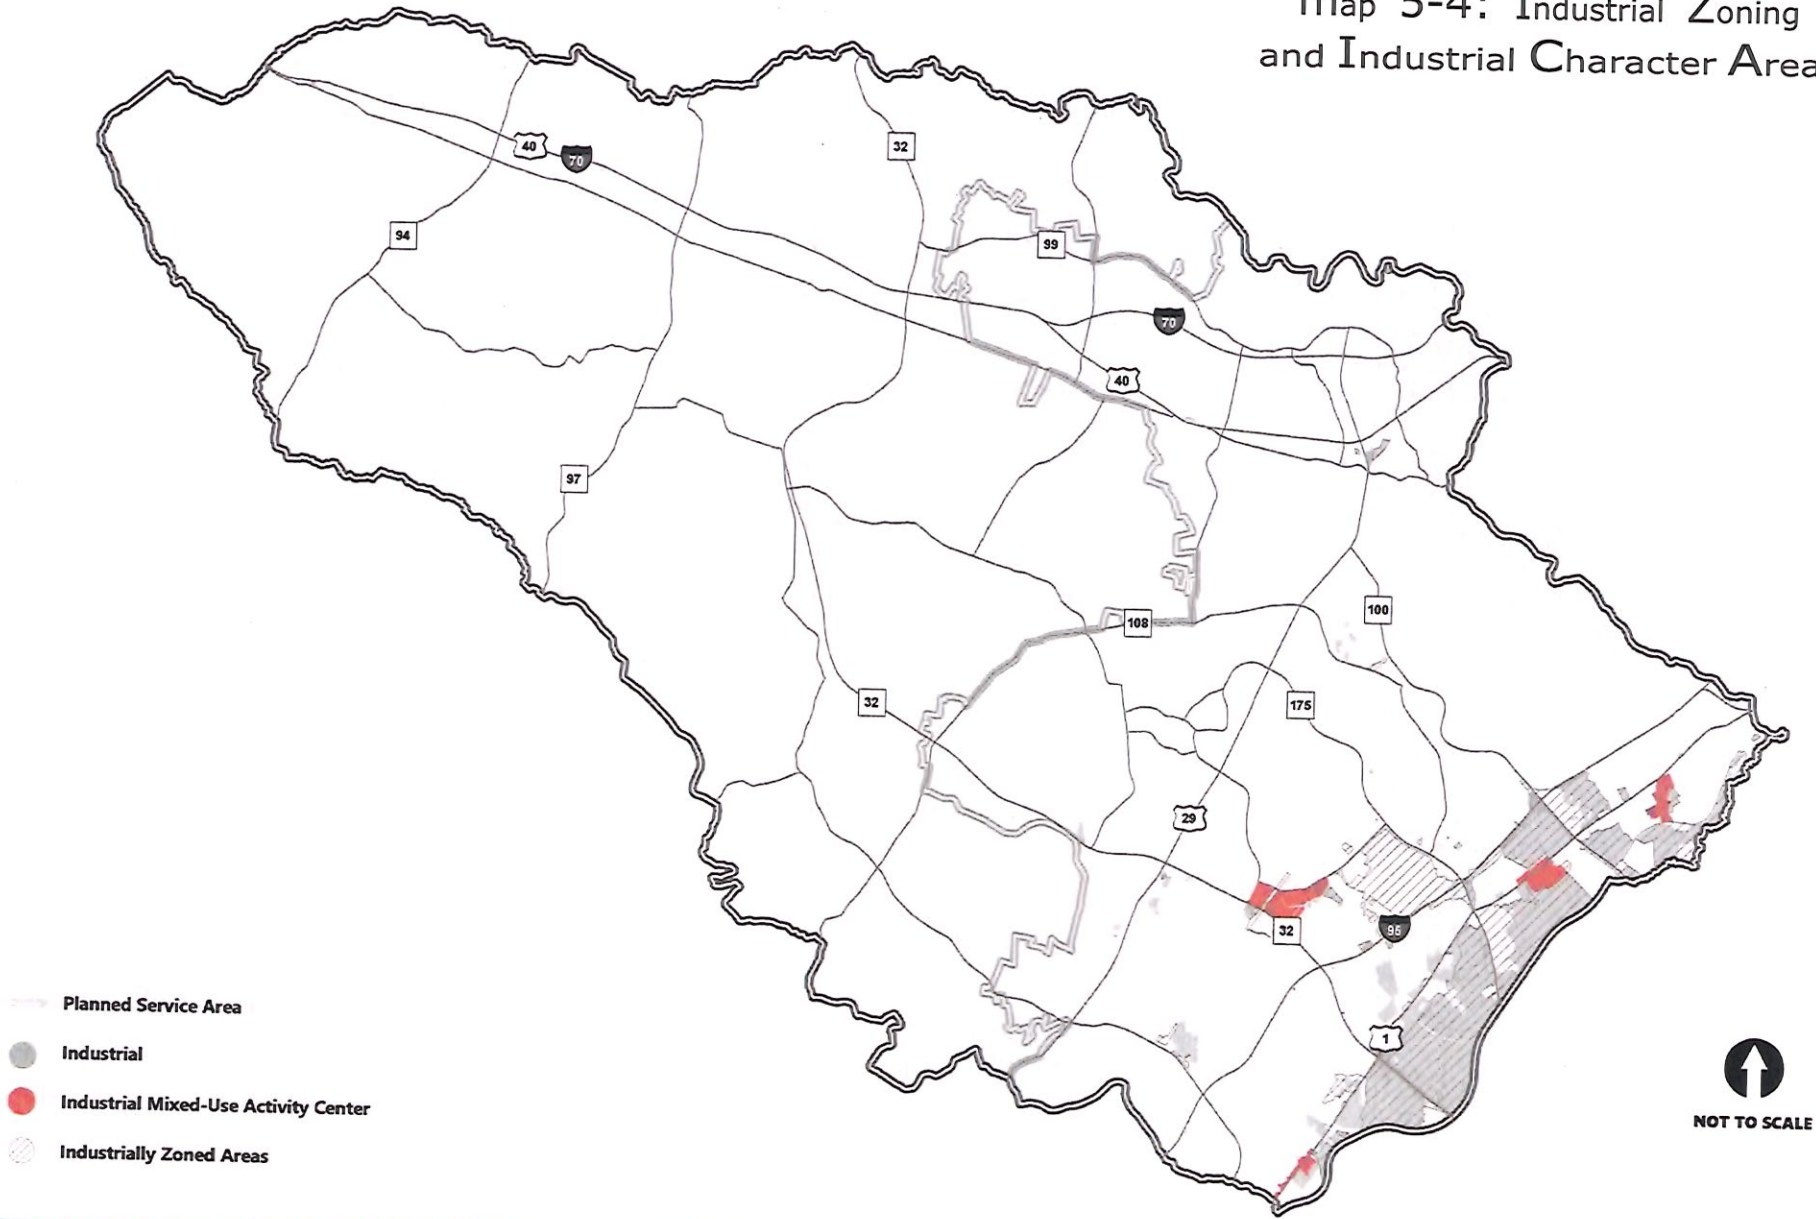 Map 5-4: Industrial Zoning
and Industrial Character Area
40
70
32
94
99
70
40
97
108
100
32
175
29
32
95
1
Planned Service Area
Industrial
Industrial Mixed-Use Activity Center
Industrially Zoned Areas
NOT TO SCALE